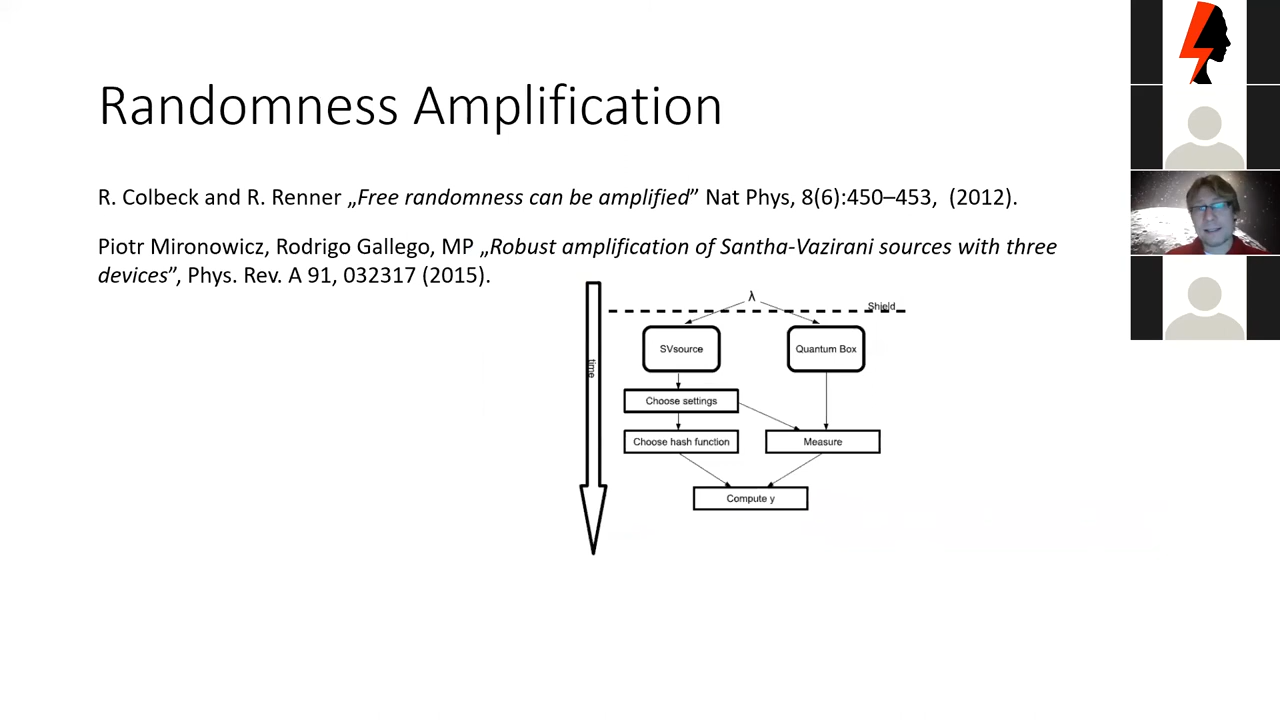 Randomness Amplification
R. Colbeck and R. Renner „Free randomness can be amplified” Nat Phys, 8(6):450–453, (2012).
Piotr Mironowicz, Rodrigo Gallego, MP „Robust amplification of Santha-Vazirani sources with three
devices”, Phys. Rev. A 91, 032317 (2015).
λ
Shield
SVsource
Quantum Box
time
Choose settings
Choose hash function
Measure
Compute y